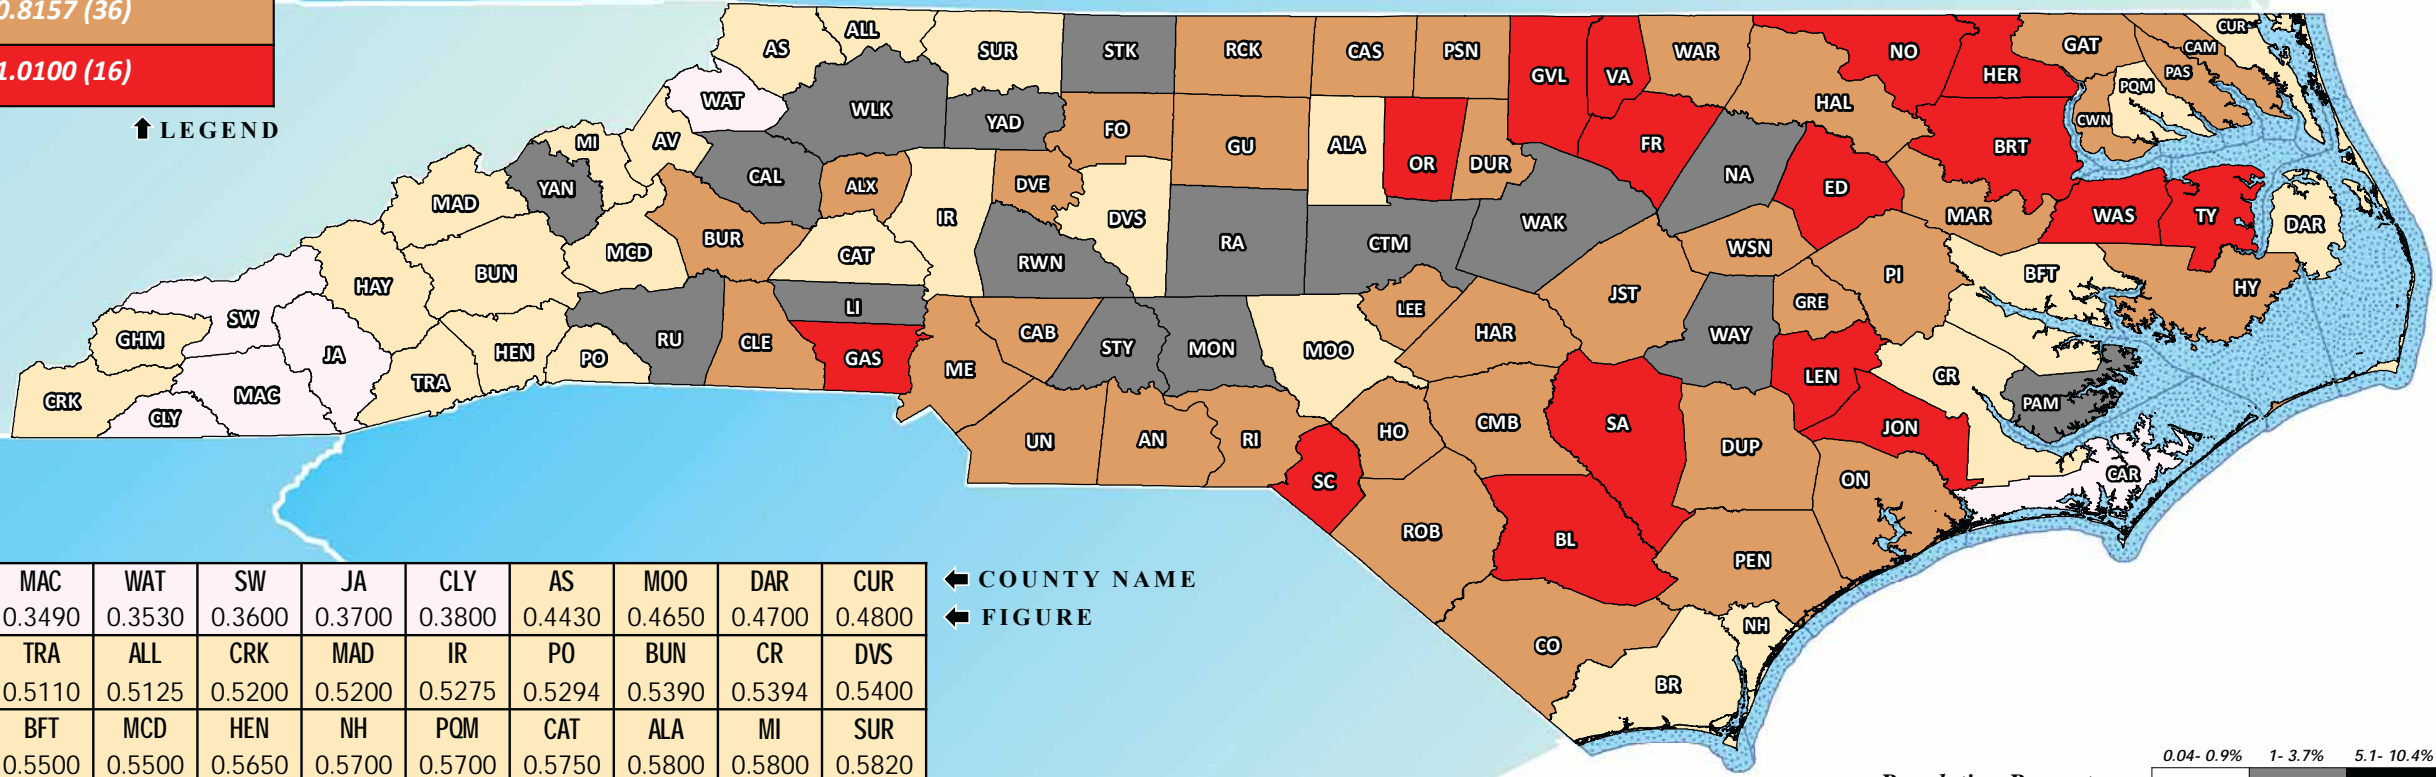 0.8157 (36)
1.0100 (16)
LEGEND
AS
ALL
SUR
STK
RCK
CAS
PSN
GVL
VA
WAR
NO
HER
GAT
CAM
CUR
PAS
PQM
CWN
WAT
WLK
YAD
FO
GU
ALA
OR
DUR
FR
HAL
BRT
MI
AV
YAN
CAL
ALX
IR
DVE
DVS
NA
ED
MAR
WAS
TY
DAR
MAD
MCD
BUR
CAT
RWN
RA
CTM
WAK
WSN
PI
BFT
HY
HAY
BUN
LI
LEE
JST
GRE
GHM
SW
JA
HEN
PO
RU
CLE
GAS
ME
CAB
STY
MON
MOO
HAR
WAY
LEN
CR
PAM
CRK
CLY
MAC
TRA
UN
AN
RI
SC
HO
CMB
SA
DUP
JON
ON
CAR
ROB
BL
PEN
CO
BR
NH
MAC WAT SW JA CLY AS MOO DAR CUR
0.3490 0.3530 0.3600 0.3700 0.3800 0.4430 0.4650 0.4700 0.4800
TRA ALL CRK MAD IR PO BUN CR DVS
0.5110 0.5125 0.5200 0.5200 0.5275 0.5294 0.5390 0.5394 0.5400
BFT MCD HEN NH PQM CAT ALA MI SUR
0.5500 0.5500 0.5650 0.5700 0.5700 0.5750 0.5800 0.5800 0.5820
COUNTY NAME
FIGURE
0.04- 0.9% 1- 3.7% 5.1- 10.4%